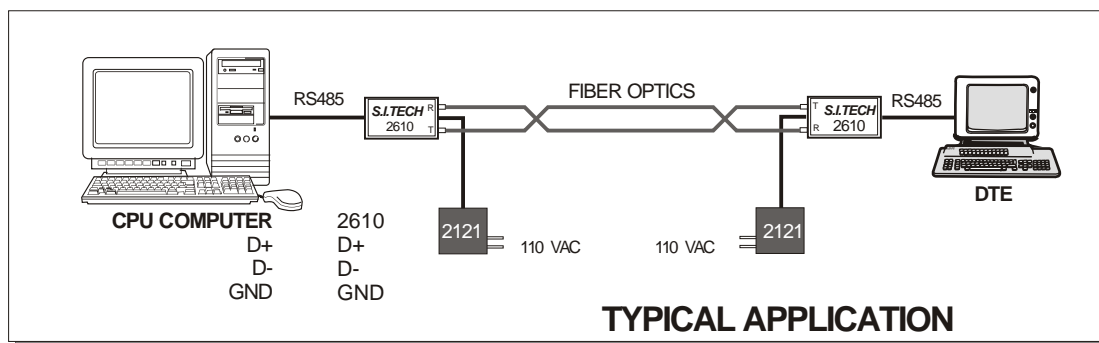 RS485
S.I.TECH
2610
R
T
FIBER OPTICS
T
R
S.I.TECH
2610
RS485
DTE
CPU COMPUTER 2610
D+ D+
D- D-
GND GND
2121
110 VAC
110 VAC
2121
TYPICAL APPLICATION